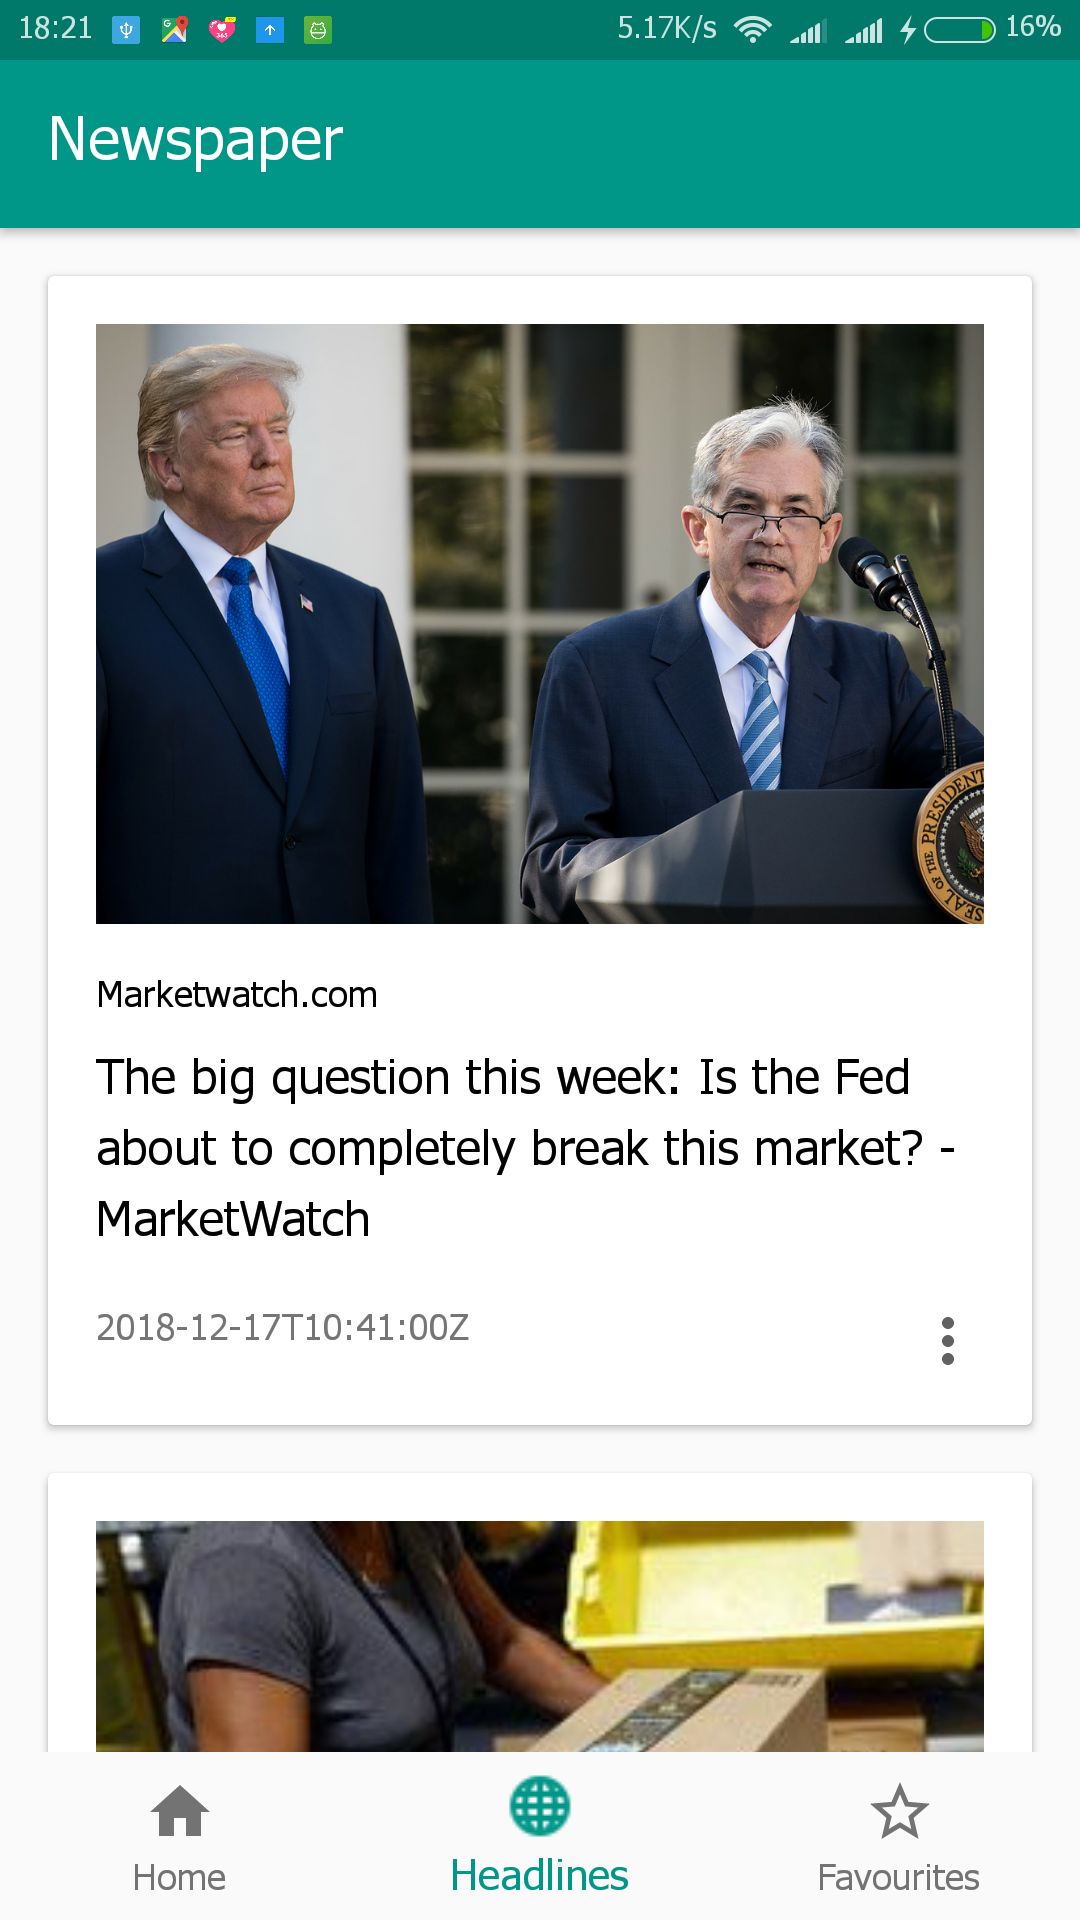 18:21 5.17K/s 16%
Newspaper
SEAL OF THE PRESIDENT
Marketwatch.com
The big question this week: Is the Fed
about to completely break this market? -
MarketWatch
2018-12-17T10:41:00Z
Home Headlines Favourites